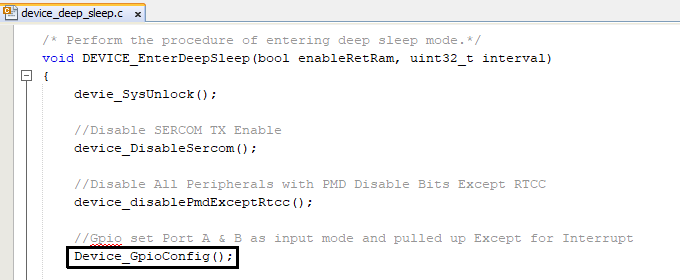 device_deep_sleep.c x
/* Perform the procedure of entering deep sleep mode.*/
void DEVICE_EnterDeepSleep(bool enableRetRam, uint32_t interval)
{
devie_SysUnlock();
//Disable SERCOM TX Enable
device_DisableSercom();
//Disable All Peripherals with PMD Disable Bits Except RTCC
device_disablePmdExceptRtcc();
//Gpio set Port A & B as input mode and pulled up Except for Interrupt
Device_GpioConfig();